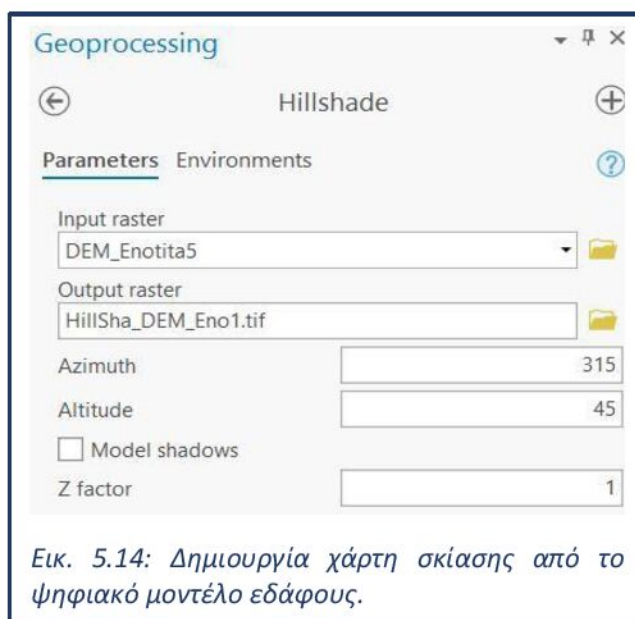 Geoprocessing
Hillshade
Parameters Environments
Input raster
DEM_Enotita5
Output raster
HillSha_DEM_Eno1.tif
Azimuth 315
Altitude 45
Model shadows
Z factor 1
Εικ. 5.14: Δημιουργία χάρτη σκίασης από το
ψηφιακό μοντέλο εδάφους.